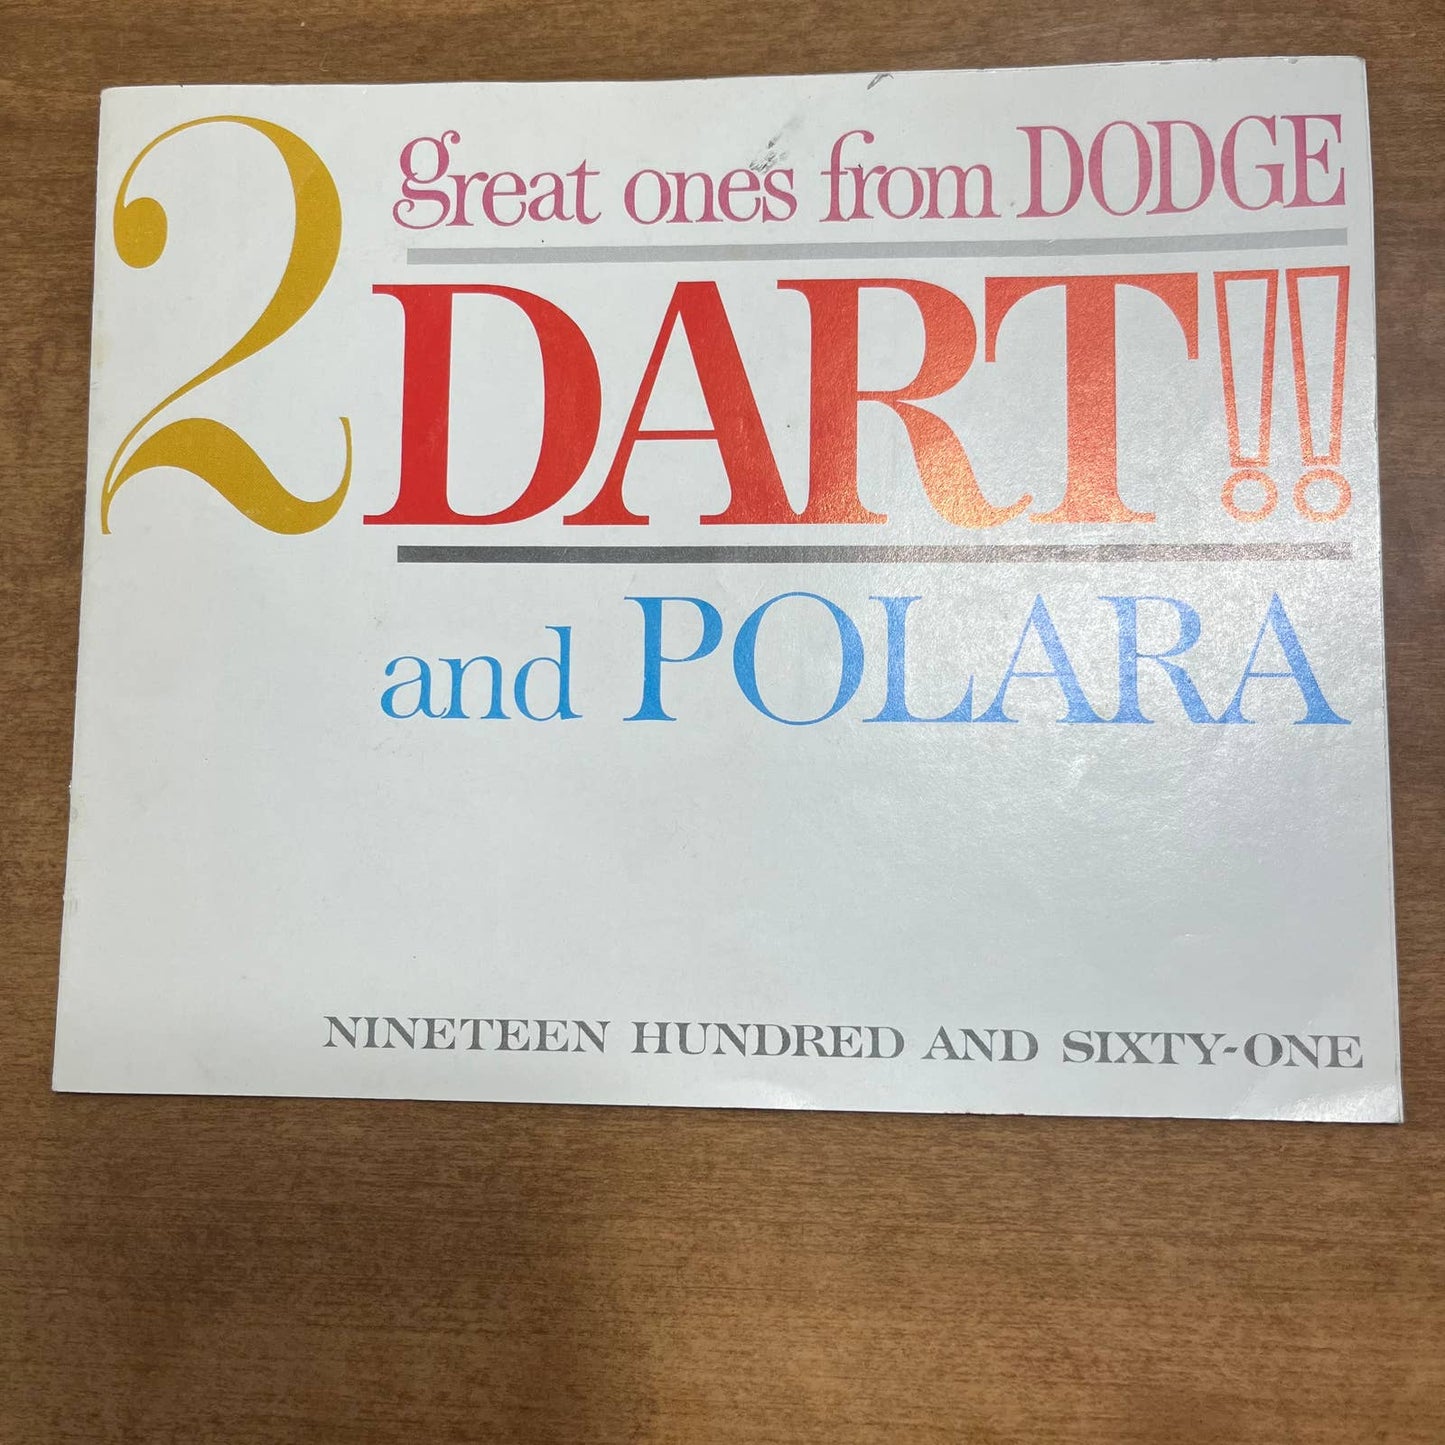 2 great ones from DODGE
DART!!
and POLARA
NINETEEN HUNDRED AND SIXTY-ONE